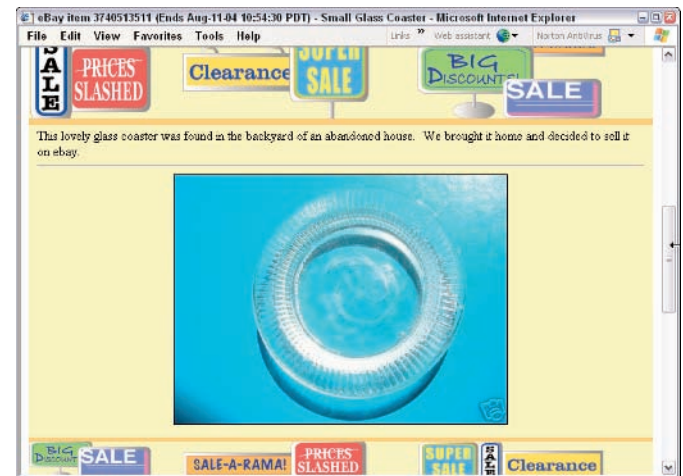 eBay item 3740513511 (Ends Aug-11-04 10:54:30 PDT) - Small Glass Coaster - Microsoft Internet Explorer
File Edit View Favorites Tools Help Links » Web assistant Norton AntiVirus
SALE
PRICES
SLASHED
Clearance
SUPER
SALE
BIG
DISCOUNTS!
SALE
This lovely glass coaster was found in the backyard of an abandoned house. We brought it home and decided to sell it
on ebay.
BIG
DISCOUNT
SALE
SALE-A-RAMA!
PRICES
SLASHED
SUPER
SALE
SALE
Clearance